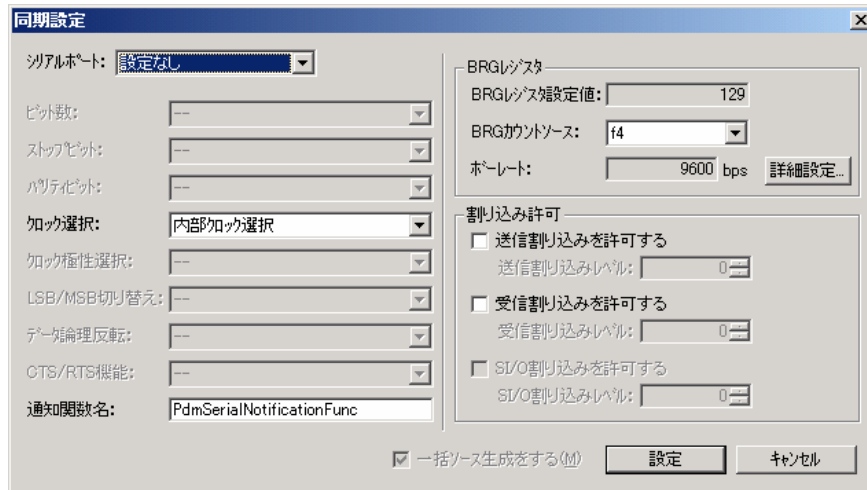 同期設定
シリアルポート: 設定なし
ビット数: --
ストップビット: --
パリティビット: --
クロック選択: 内部クロック選択
クロック極性選択: --
LSB/MSB切り替え: --
データ論理反転: --
CTS/RTS機能: --
通知関数名: PdmSerialNotificationFunc
BRGレジスタ
BRGレジスタ設定値: 129
BRGカウントソース: f4
ボーレート: 9600 bps 詳細設定...
割り込み許可
送信割り込みを許可する
送信割り込みレベル: 0
受信割り込みを許可する
受信割り込みレベル: 0
SI/O割り込みを許可する
SI/O割り込みレベル: 0
一括ソース生成をする(M) 設定 キャンセル